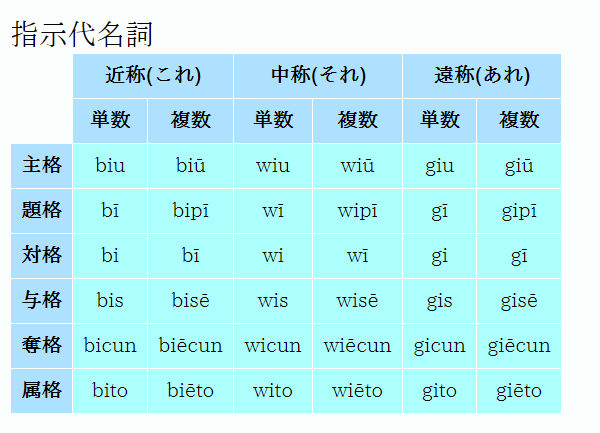 指示代名詞
近称(これ) 中称(それ) 遠称(あれ)
単数 複数 単数 複数 単数 複数
主格 biu biū wiu wiū giu giū
題格 bī bipī wī wipī gī gipī
対格 bi bī wi wī gi gī
与格 bis bisē wis wisē gis gisē
奪格 bicun biēcun wicun wiēcun gicun giēcun
属格 bito biēto wito wiēto gito giēto